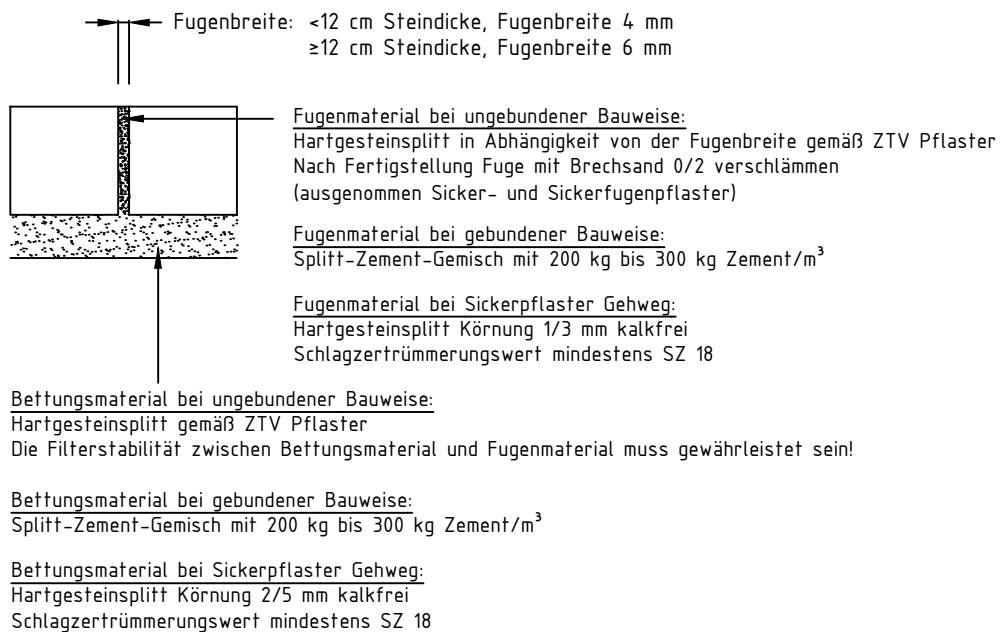 Fugenbreite: <12 cm Steindicke, Fugenbreite 4 mm
≥12 cm Steindicke, Fugenbreite 6 mm
Fugenmaterial bei ungebundener Bauweise:
Hartgesteinsplitt in Abhängigkeit von der Fugenbreite gemäß ZTV Pflaster
Nach Fertigstellung Fuge mit Brechsand 0/2 verschlämmen
(ausgenommen Sicker- und Sickerfugenpflaster)
Fugenmaterial bei gebundener Bauweise:
Splitt-Zement-Gemisch mit 200 kg bis 300 kg Zement/m³
Fugenmaterial bei Sickerpflaster Gehweg:
Hartgesteinsplitt Körnung 1/3 mm kalkfrei
Schlagzertrümmerungswert mindestens SZ 18
Bettungsmaterial bei ungebundener Bauweise:
Hartgesteinsplitt gemäß ZTV Pflaster
Die Filterstabilität zwischen Bettungsmaterial und Fugenmaterial muss gewährleistet sein!
Bettungsmaterial bei gebundener Bauweise:
Splitt-Zement-Gemisch mit 200 kg bis 300 kg Zement/m³
Bettungsmaterial bei Sickerpflaster Gehweg:
Hartgesteinsplitt Körnung 2/5 mm kalkfrei
Schlagzertrümmerungswert mindestens SZ 18